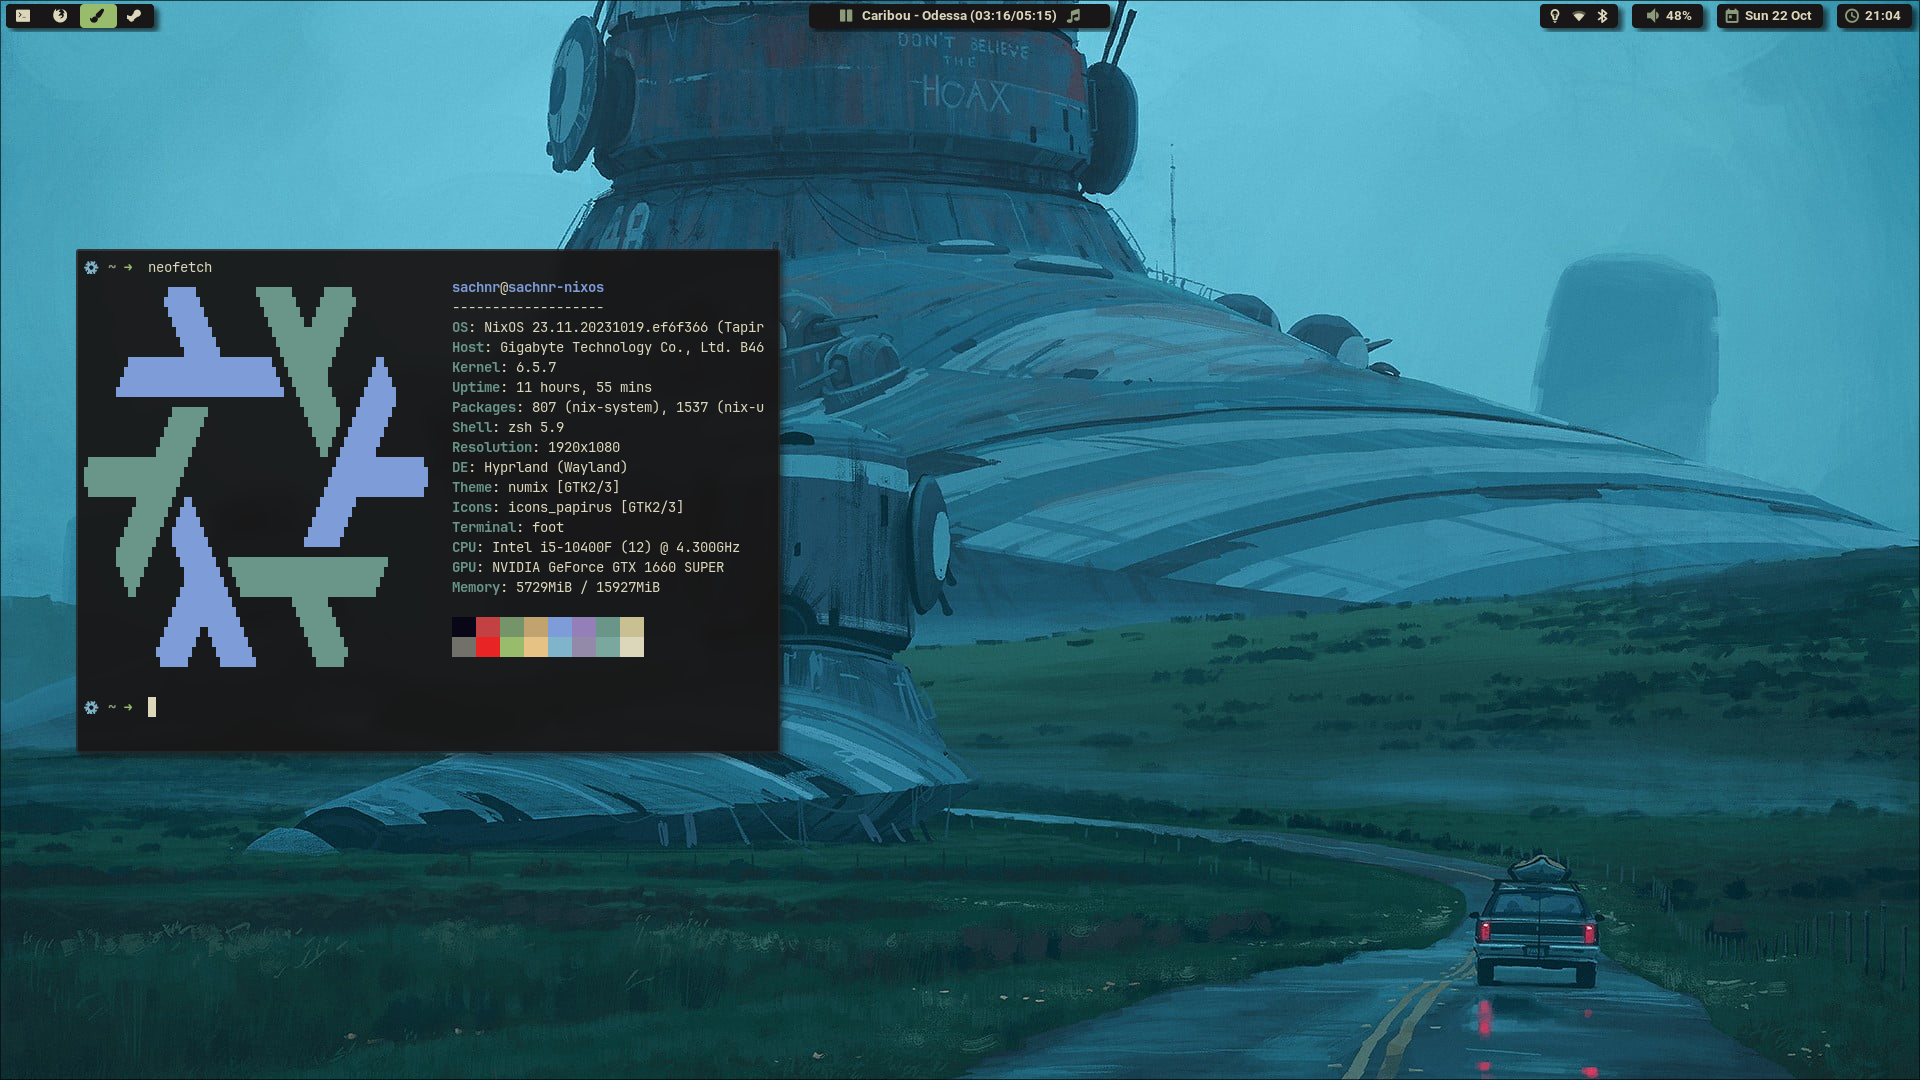 Caribou - Odessa (03:16/05:15)
48%
Sun 22 Oct
21:04
DON'T BELIEVE
THE
HOAX
48
~ → neofetch
sachnr@sachnr-nixos
-------------------
OS: NixOS 23.11.20231019.ef6f366 (Tapir
Host: Gigabyte Technology Co., Ltd. B46
Kernel: 6.5.7
Uptime: 11 hours, 55 mins
Packages: 807 (nix-system), 1537 (nix-u
Shell: zsh 5.9
Resolution: 1920x1080
DE: Hyprland (Wayland)
Theme: numix [GTK2/3]
Icons: icons_papirus [GTK2/3]
Terminal: foot
CPU: Intel i5-10400F (12) @ 4.300GHz
GPU: NVIDIA GeForce GTX 1660 SUPER
Memory: 5729MiB / 15927MiB
~ →